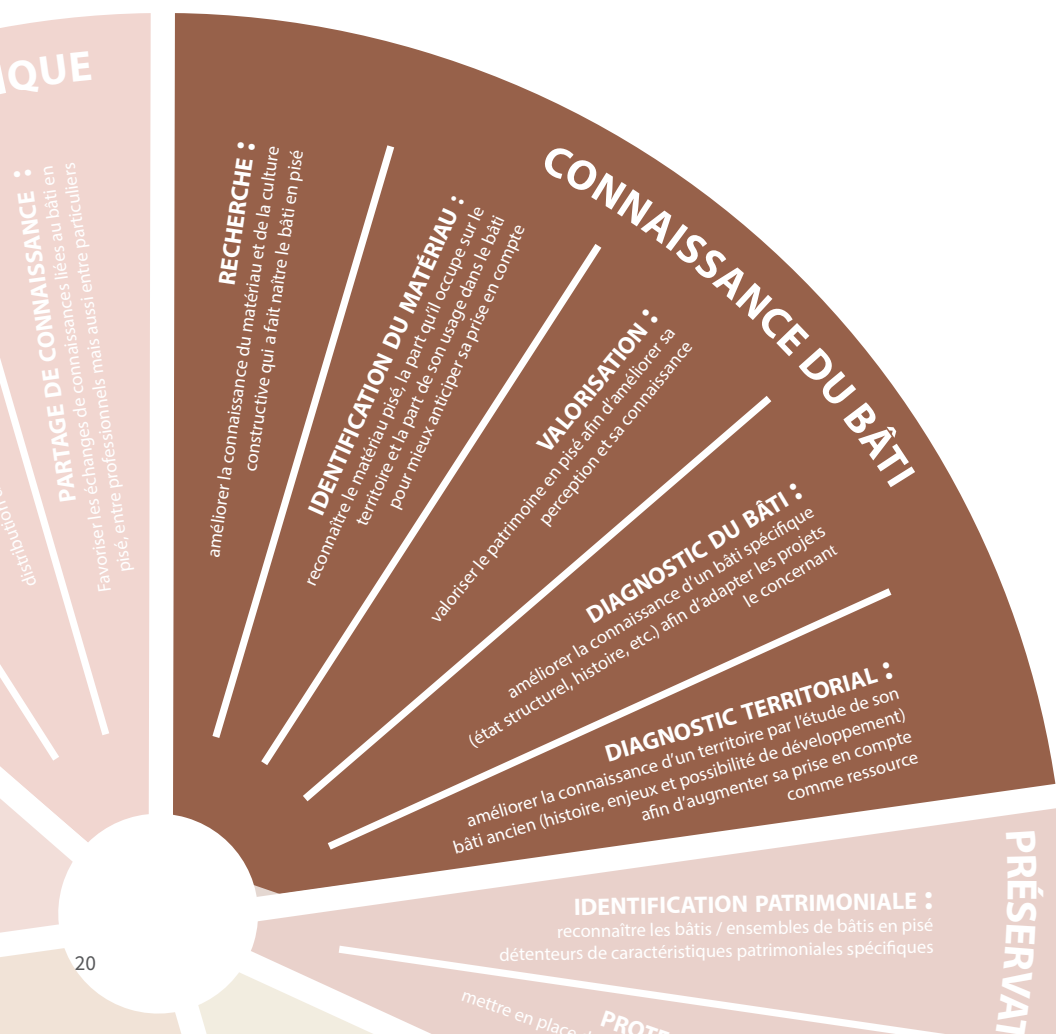 CONNAISSANCE DU BÂTI
RECHERCHE :
améliorer la connaissance du matériau et de la culture
constructive qui a fait naître le bâti en pisé
IDENTIFICATION DU MATÉRIAU :
reconnaître le matériau pisé, la part qu'il occupe sur le
territoire et la part de son usage dans le bâti
pour mieux anticiper sa prise en compte
VALORISATION :
valoriser le patrimoine en pisé afin d'améliorer sa
perception et sa connaissance
DIAGNOSTIC DU BÂTI :
améliorer la connaissance d'un bâti spécifique
(état structurel, histoire, etc.) afin d'adapter les projets
le concernant
DIAGNOSTIC TERRITORIAL :
améliorer la connaissance d'un territoire par l'étude de son
bâti ancien (histoire, enjeux et possibilité de développement)
afin d'augmenter sa prise en compte
comme ressource
IQUE
PARTAGE DE CONNAISSANCE :
Favoriser les échanges de connaissances liées au bâti en
pisé, entre professionnels mais aussi entre particuliers
distribution
PRÉSERVAT
IDENTIFICATION PATRIMONIALE :
reconnaître les bâtis / ensembles de bâtis en pisé
détenteurs de caractéristiques patrimoniales spécifiques
PROTE
mettre en place
20